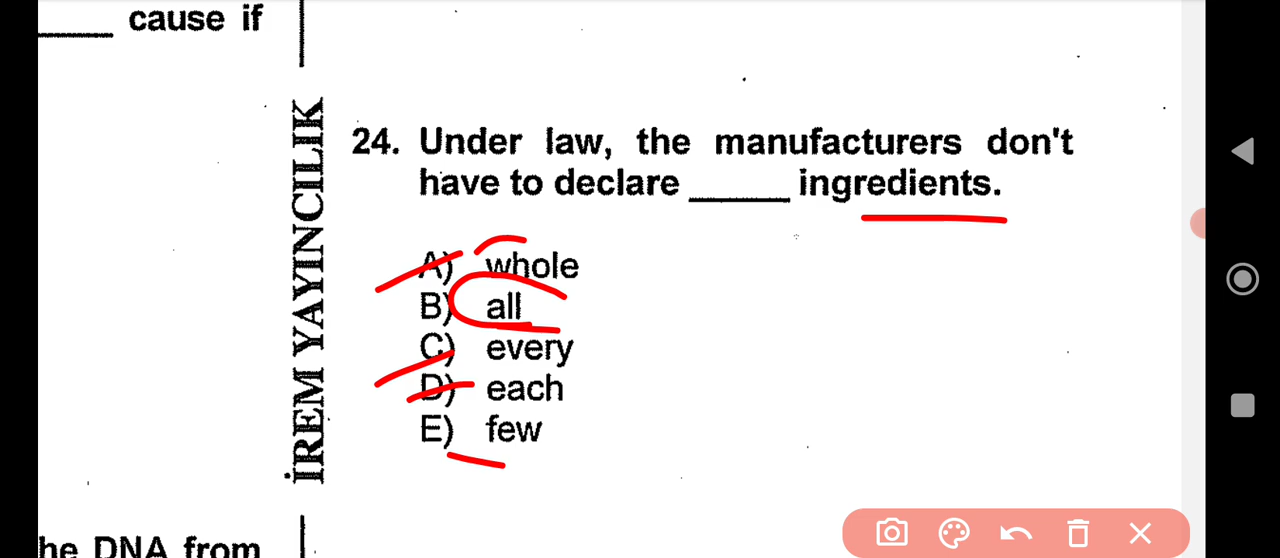 ____ cause if
İREM YAYINCILIK
24. Under law, the manufacturers don't
have to declare _____ ingredients.
A) whole
B) all
C) every
D) each
E) few
he DNA from